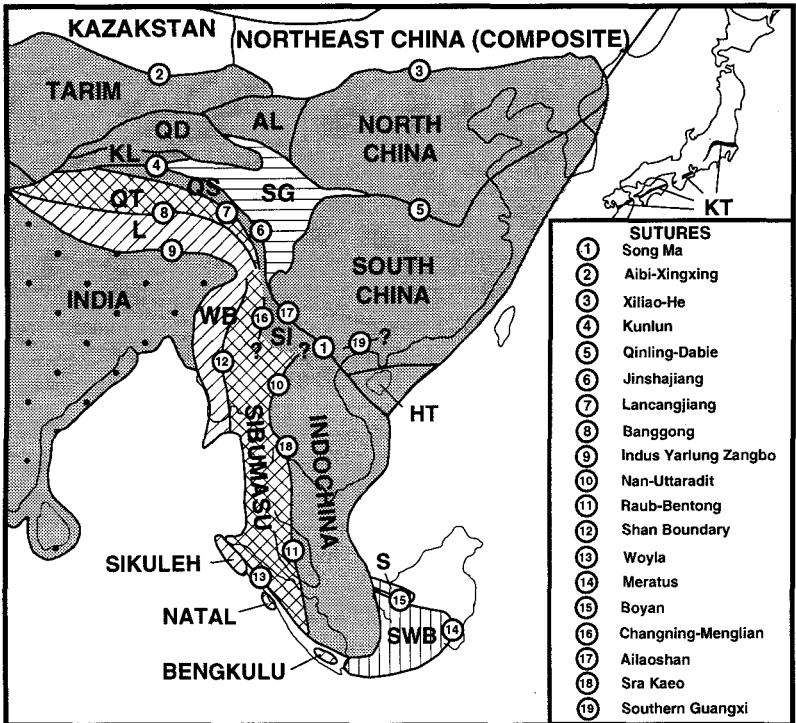 KAZAKSTAN
NORTHEAST CHINA (COMPOSITE)
2
3
TARIM
QD
AL
NORTH
CHINA
KL
4
QS
SG
QT
8
7
6
5
L
9
KT
INDIA
SOUTH
CHINA
WB
16
17
SI
?
?
1
19
?
12
10
HT
SIBUMASU
INDOCHINA
18
11
SIKULEH
13
S
15
NATAL
SWB
14
BENGKULU
SUTURES
1 Song Ma
2 Aibi-Xingxing
3 Xiliao-He
4 Kunlun
5 Qinling-Dabie
6 Jinshajiang
7 Lancangjiang
8 Banggong
9 Indus Yarlung Zangbo
10 Nan-Uttaradit
11 Raub-Bentong
12 Shan Boundary
13 Woyla
14 Meratus
15 Boyan
16 Changning-Menglian
17 Ailaoshan
18 Sra Kaeo
19 Southern Guangxi